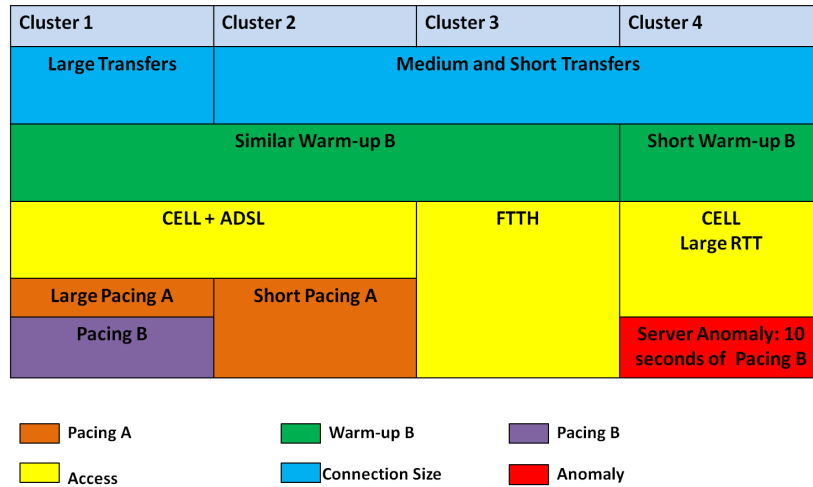 Cluster 1 Cluster 2 Cluster 3 Cluster 4
Large Transfers Medium and Short Transfers
Similar Warm-up B Short Warm-up B
CELL + ADSL FTTH CELL
Large RTT
Large Pacing A Short Pacing A
Pacing B Server Anomaly: 10
seconds of Pacing B
Pacing A Warm-up B Pacing B
Access Connection Size Anomaly